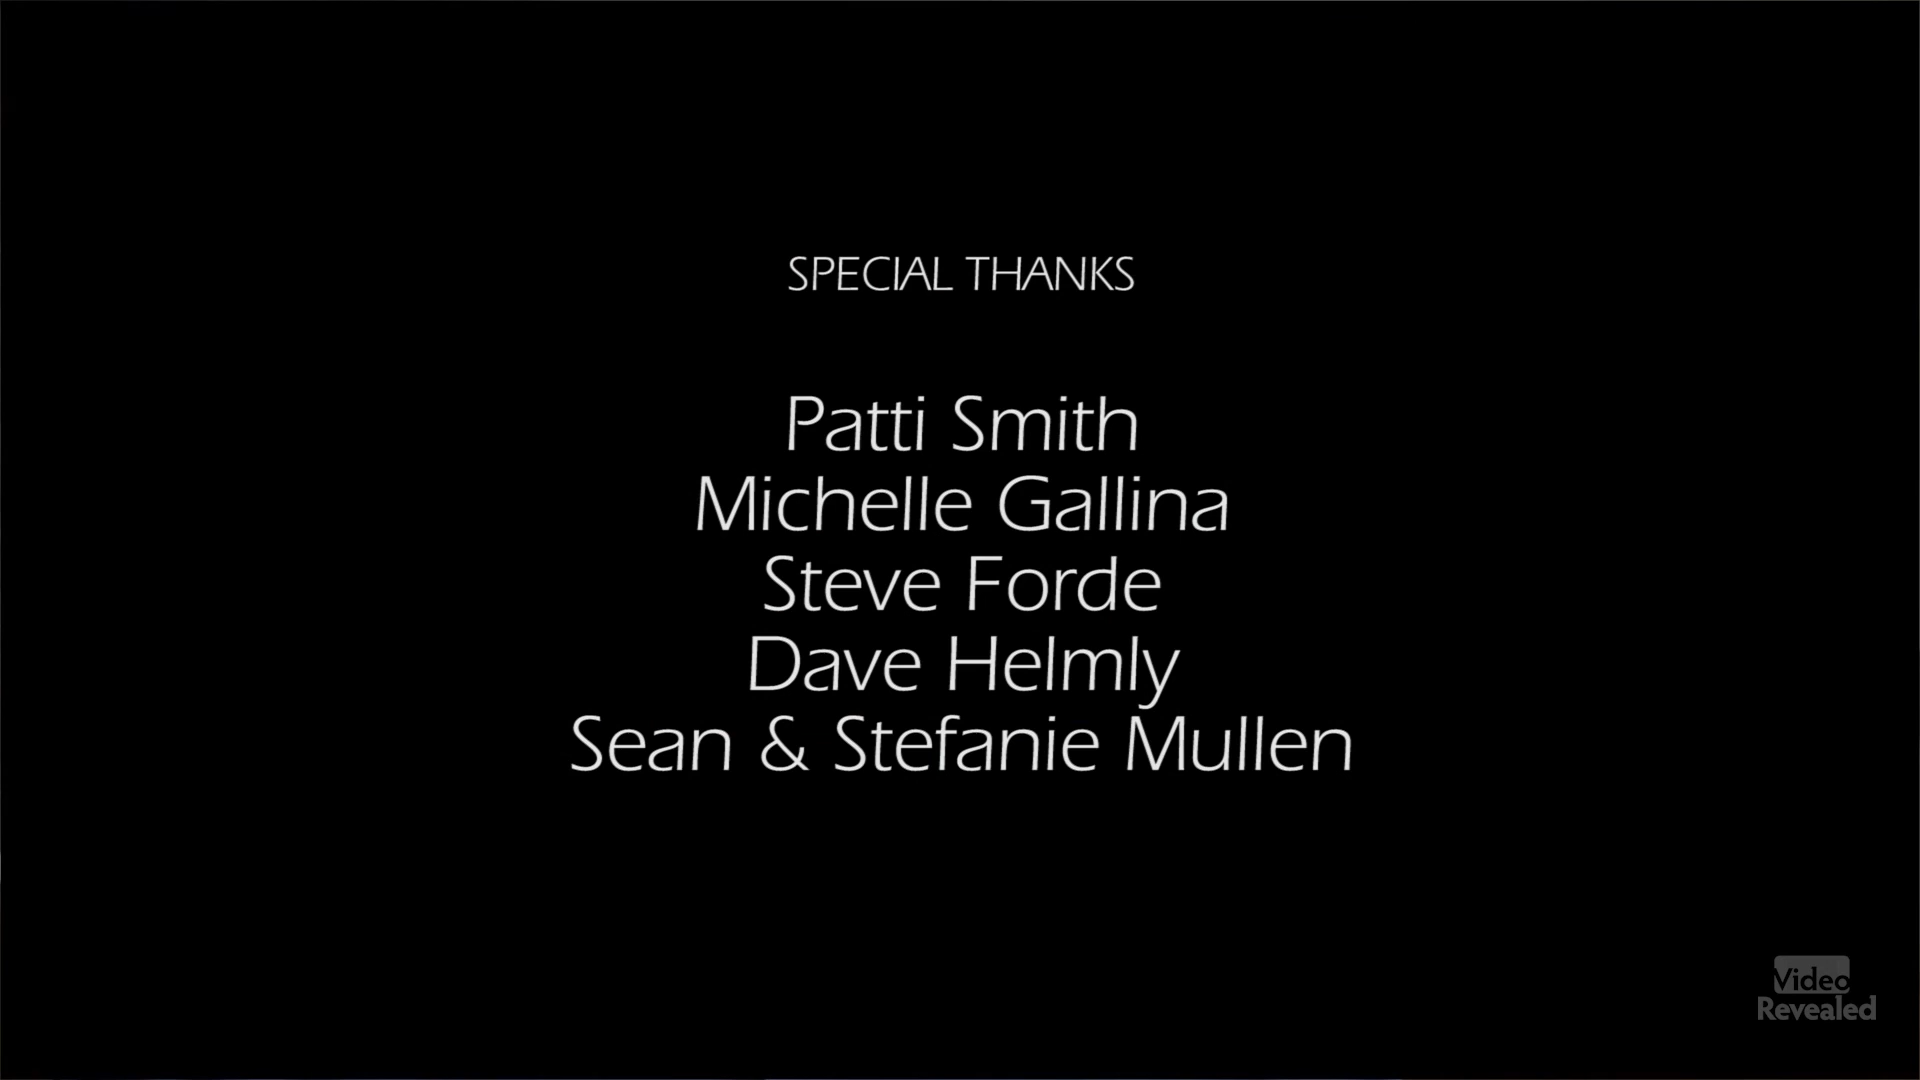 SPECIAL THANKS
Patti Smith
Michelle Gallina
Steve Forde
Dave Helmly
Sean & Stefanie Mullen
Video
Revealed